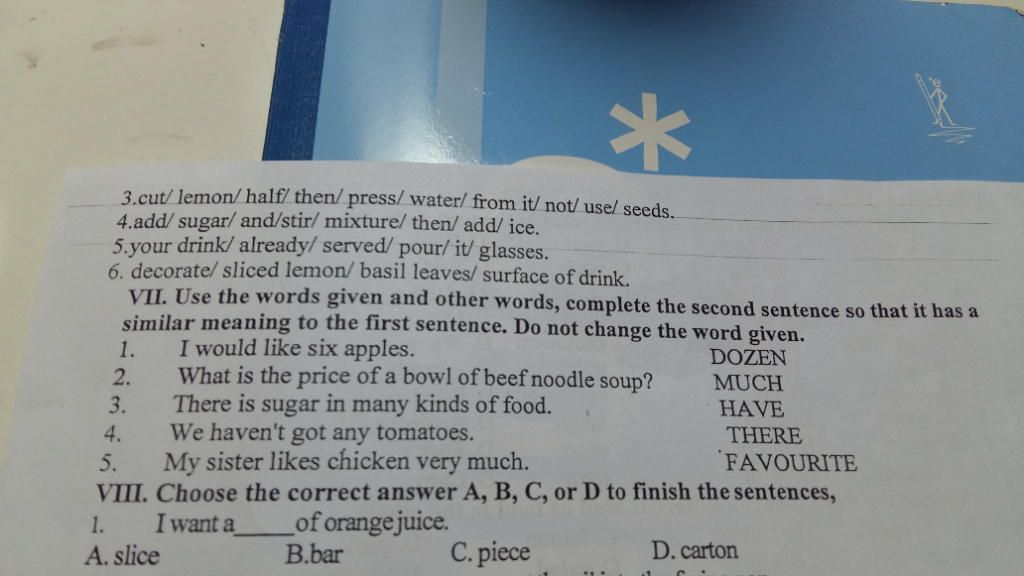 3.cut/ lemon/ half/ then/ press/ water/ from it/ not/ use/ seeds.
4.add/ sugar/ and/stir/ mixture/ then/ add/ ice.
5.your drink/ already/ served/ pour/ it/ glasses.
6. decorate/ sliced lemon/ basil leaves/ surface of drink.
VII. Use the words given and other words, complete the second sentence so that it has a
similar meaning to the first sentence. Do not change the word given.
1. I would like six apples. DOZEN
2. What is the price of a bowl of beef noodle soup? MUCH
3. There is sugar in many kinds of food. HAVE
4. We haven't got any tomatoes. THERE
5. My sister likes chicken very much. FAVOURITE
VIII. Choose the correct answer A, B, C, or D to finish the sentences,
1. I want a_____of orange juice.
A. slice B.bar C. piece D. carton